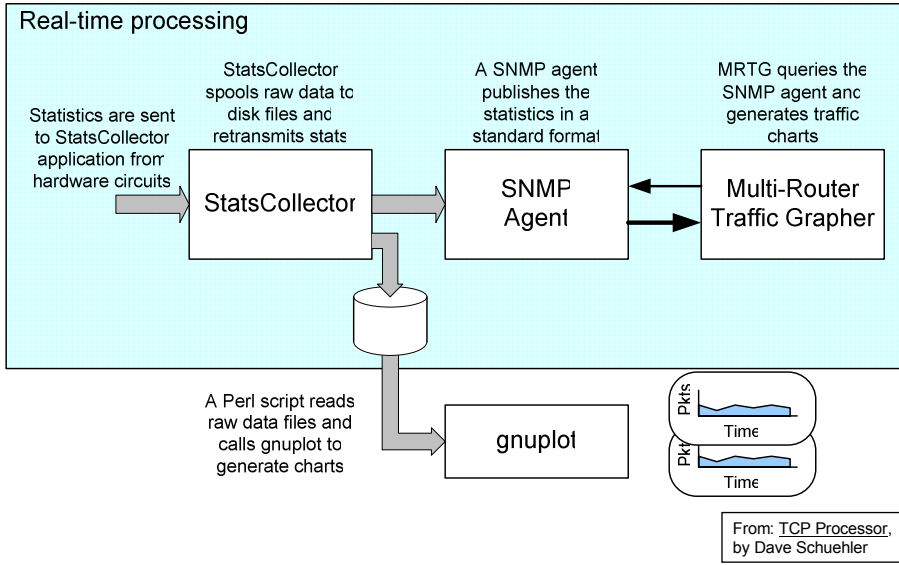 Real-time processing
Statistics are sent
to StatsCollector
application from
hardware circuits
StatsCollector
spools raw data to
disk files and
retransmits stats
A SNMP agent
publishes the
statistics in a
standard format
MRTG queries the
SNMP agent and
generates traffic
charts
StatsCollector
SNMP
Agent
Multi-Router
Traffic Grapher
A Perl script reads
raw data files and
calls gnuplot to
generate charts
gnuplot
Pkts
Time
Pkt
Time
From: TCP Processor,
by Dave Schuehler